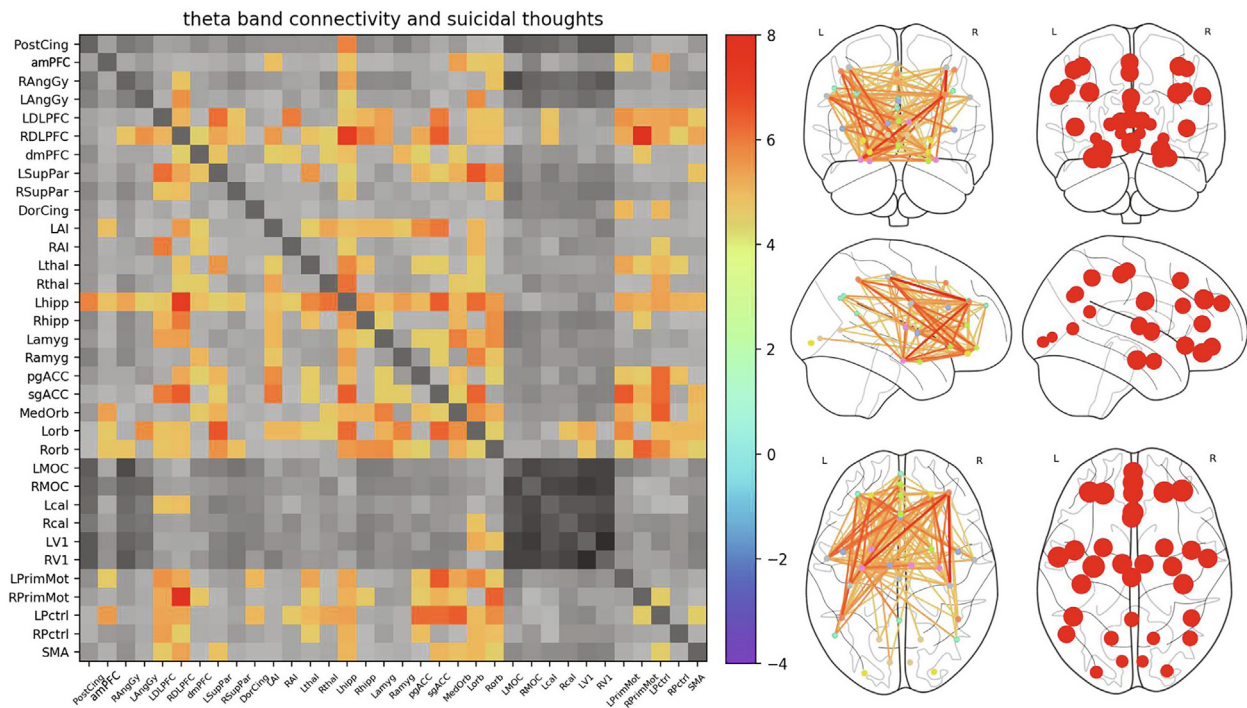 theta band connectivity and suicidal thoughts
PostCing
amPFC
RAngGy
LAngGy
LDLPFC
RDLPFC
dmPFC
LSupPar
RSupPar
DorCing
LAI
RAI
Lthal
Rthal
Lhipp
Rhipp
Lamyg
Ramyg
pgACC
sgACC
MedOrb
Lorb
Rorb
LMOC
RMOC
Lcal
Rcal
LV1
RV1
LPrimMot
RPrimMot
LPctrl
RPctrl
SMA
PostCing
amPFC
RAngGy
LAngGy
LDLPFC
RDLPFC
dmPFC
LSupPar
RSupPar
DorCing
LAI
RAI
Lthal
Rthal
Lhipp
Rhipp
Lamyg
Ramyg
pgACC
sgACC
MedOrb
Lorb
Rorb
LMOC
RMOC
Lcal
Rcal
LV1
RV1
LPrimMot
RPrimMot
LPctrl
RPctrl
SMA
8
6
4
2
0
−2
−4
L R
L R
L R
L R